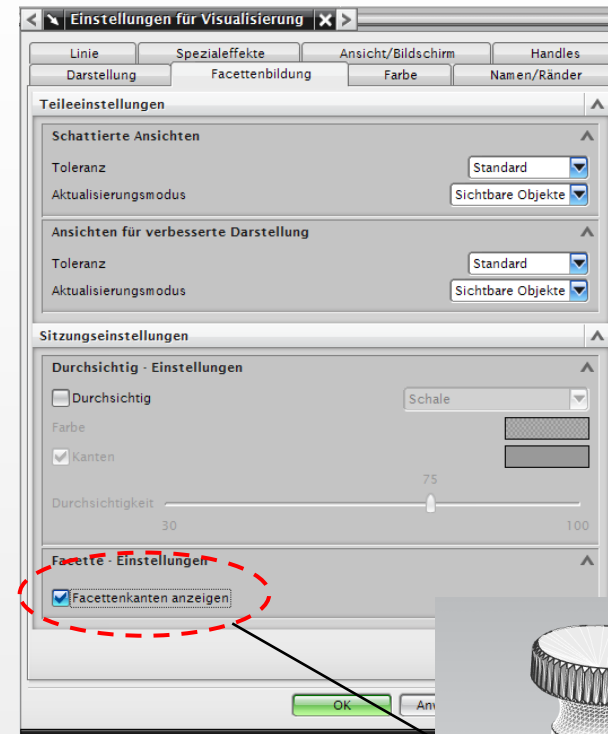 Einstellungen für Visualisierung
Linie Spezialeffekte Ansicht/Bildschirm Handles
Darstellung Facettenbildung Farbe Namen/Ränder
Teileeinstellungen
Schattierte Ansichten
Toleranz Standard
Aktualisierungsmodus Sichtbare Objekte
Ansichten für verbesserte Darstellung
Toleranz Standard
Aktualisierungsmodus Sichtbare Objekte
Sitzungseinstellungen
Durchsichtig - Einstellungen
Durchsichtig Schale
Farbe
Kanten
75
Durchsichtigkeit
30 100
Facette - Einstellungen
Facettenkanten anzeigen
OK